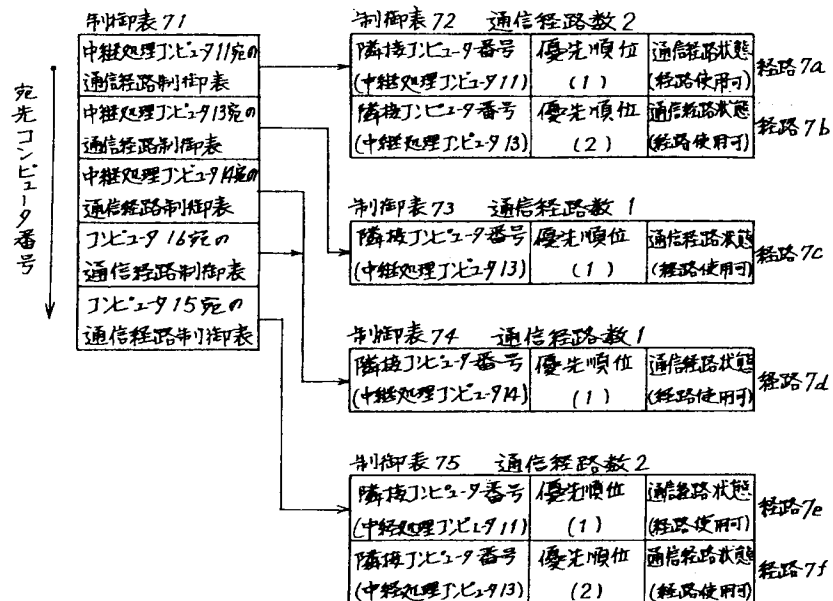 制御表71
中継処理コンピュータ11宛の
通信経路制御表
中継処理コンピュータ13宛の
通信経路制御表
中継処理コンピュータ14宛の
通信経路制御表
コンピュータ16宛の
通信経路制御表
コンピュータ15宛の
通信経路制御表
宛先コンピュータ番号
制御表72 通信経路数2
隣接コンピュータ番号 優先順位 通信経路状態
(中継処理コンピュータ11) (1) (経路使用可) 経路7a
隣接コンピュータ番号 優先順位 通信経路状態
(中継処理コンピュータ13) (2) (経路使用可) 経路7b
制御表73 通信経路数1
隣接コンピュータ番号 優先順位 通信経路状態
(中継処理コンピュータ13) (1) (経路使用可) 経路7c
制御表74 通信経路数1
隣接コンピュータ番号 優先順位 通信経路状態
(中継処理コンピュータ14) (1) (経路使用可) 経路7d
制御表75 通信経路数2
隣接コンピュータ番号 優先順位 通信経路状態
(中経処理コンピュータ11) (1) (経路使用可) 経路7e
隣接コンピュータ番号 優先順位 通信経路状態
(中経処理コンピュータ13) (2) (経路使用可) 経路7f